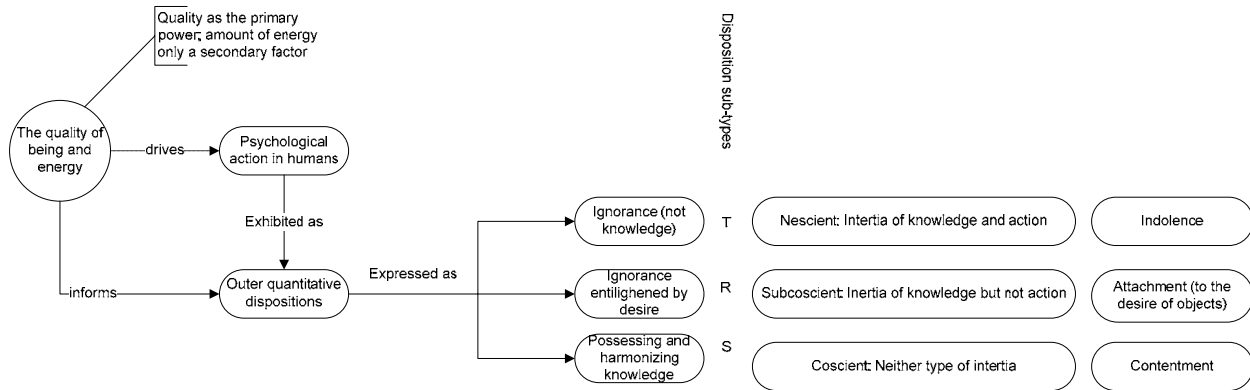 Quality as the primary
power; amount of energy
only a secondary factor
The quality of
being and
energy
drives
Psychological
action in humans
Exhibited as
informs
Outer quantitative
dispositions
Expressed as
Disposition sub-types
Ignorance (not
knowledge)
T
Nescient: Inertia of knowledge and action
Indolence
Ignorance
entilighened by
desire
R
Subcoscient: Inertia of knowledge but not action
Attachment (to the
desire of objects)
Possessing and
harmonizing
knowledge
S
Coscient: Neither type of inertia
Contentment